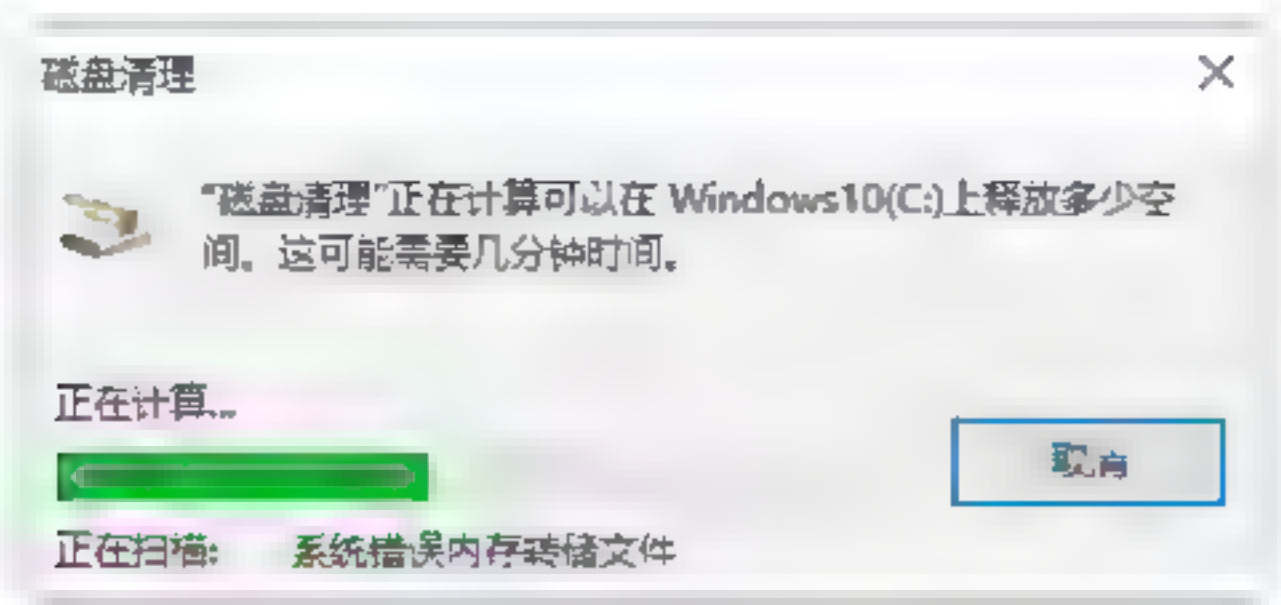 磁盘清理
"磁盘清理"正在计算可以在 Windows10(C:)上释放多少空
间。这可能需要几分钟时间。
正在计算...
取消
正在扫描: 系统错误内存转储文件